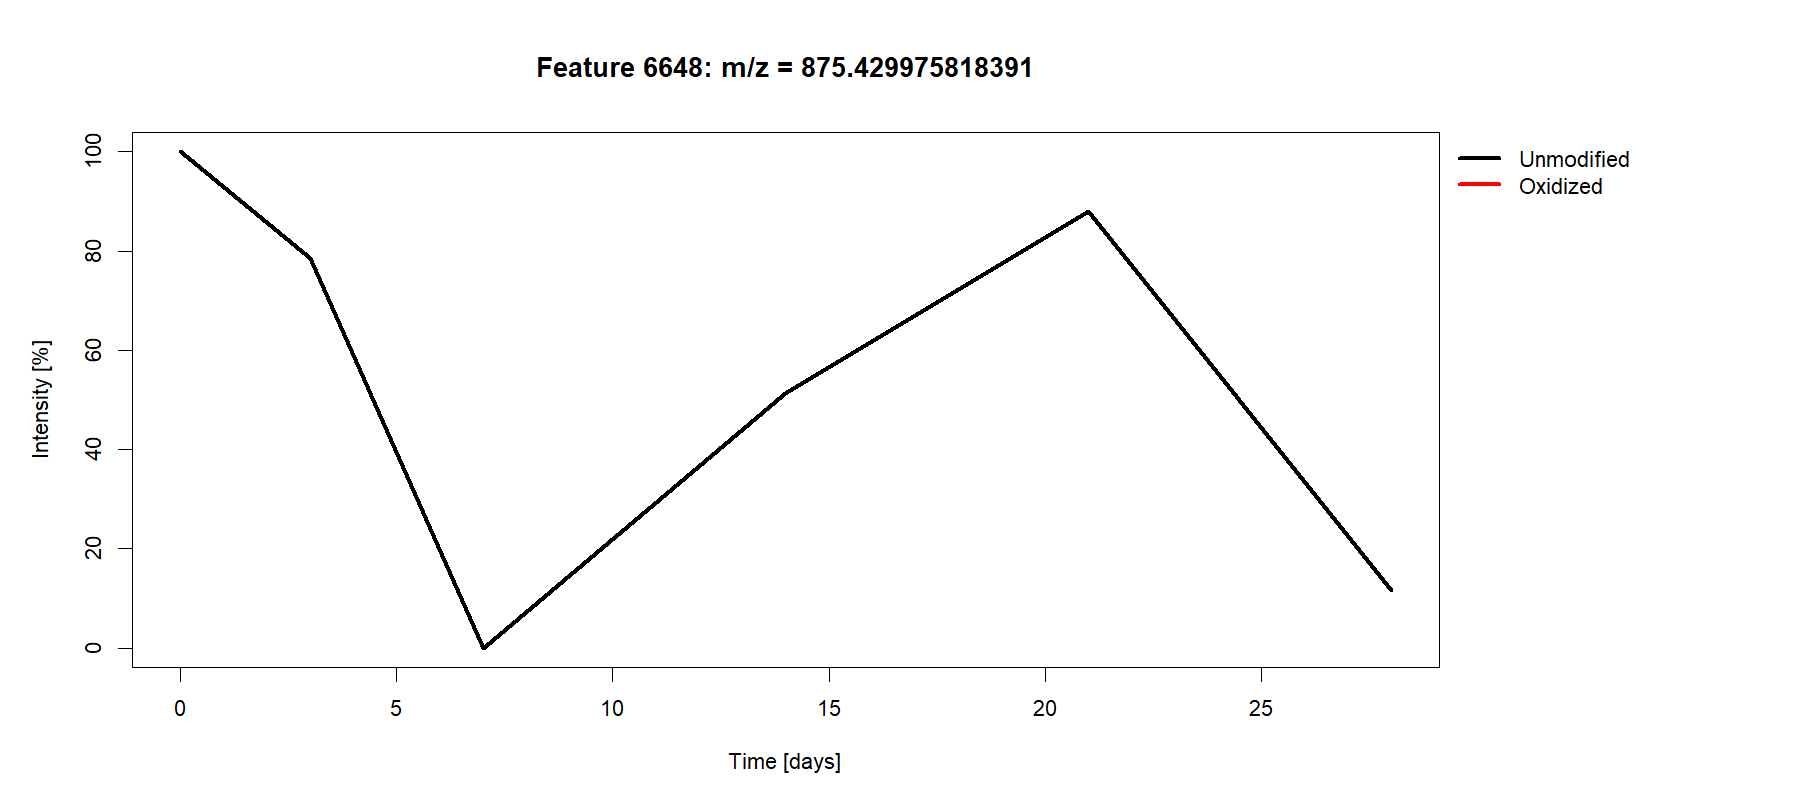 Feature 6648: m/z = 875.429975818391
Unmodified
Oxidized
Intensity [%]
100
80
60
40
20
0
0 5 10 15 20 25
Time [days]